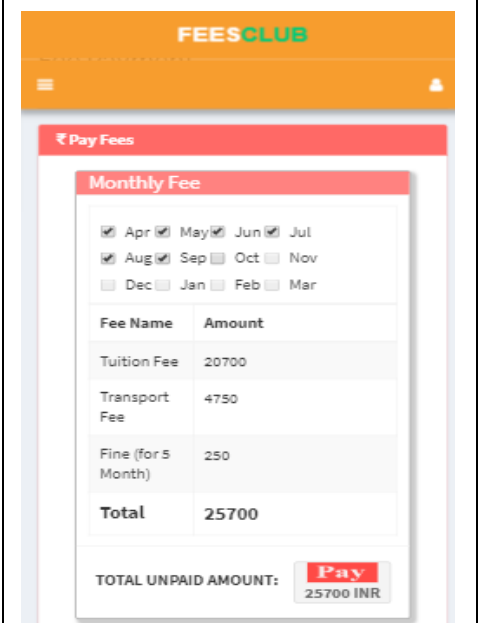 FEESCLUB
₹ Pay Fees
Monthly Fee
Apr May Jun Jul
Aug Sep Oct Nov
Dec Jan Feb Mar
Fee Name Amount
Tuition Fee 20700
Transport Fee 4750
Fine (for 5 Month) 250
Total 25700
TOTAL UNPAID AMOUNT: Pay
25700 INR